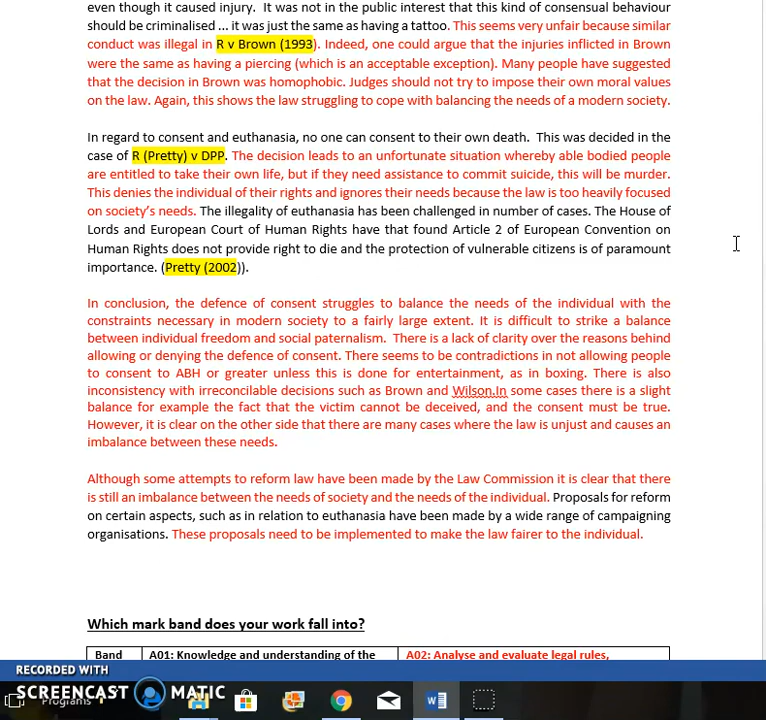 even though it caused injury.  It was not in the public interest that this kind of consensual behaviour
should be criminalised ... it was just the same as having a tattoo. This seems very unfair because similar
conduct was illegal in R v Brown (1993). Indeed, one could argue that the injuries inflicted in Brown
were the same as having a piercing (which is an acceptable exception). Many people have suggested
that the decision in Brown was homophobic. Judges should not try to impose their own moral values
on the law. Again, this shows the law struggling to cope with balancing the needs of a modern society.
In regard to consent and euthanasia, no one can consent to their own death.  This was decided in the
case of R (Pretty) v DPP. The decision leads to an unfortunate situation whereby able bodied people
are entitled to take their own life, but if they need assistance to commit suicide, this will be murder.
This denies the individual of their rights and ignores their needs because the law is too heavily focused
on society's needs. The illegality of euthanasia has been challenged in number of cases. The House of
Lords and European Court of Human Rights have that found Article 2 of European Convention on
Human Rights does not provide right to die and the protection of vulnerable citizens is of paramount
importance. (Pretty (2002)).
In conclusion, the defence of consent struggles to balance the needs of the individual with the
constraints necessary in modern society to a fairly large extent. It is difficult to strike a balance
between individual freedom and social paternalism.  There is a lack of clarity over the reasons behind
allowing or denying the defence of consent. There seems to be contradictions in not allowing people
to consent to ABH or greater unless this is done for entertainment, as in boxing. There is also
inconsistency with irreconcilable decisions such as Brown and Wilson.In some cases there is a slight
balance for example the fact that the victim cannot be deceived, and the consent must be true.
However, it is clear on the other side that there are many cases where the law is unjust and causes an
imbalance between these needs.
Although some attempts to reform law have been made by the Law Commission it is clear that there
is still an imbalance between the needs of society and the needs of the individual. Proposals for reform
on certain aspects, such as in relation to euthanasia have been made by a wide range of campaigning
organisations. These proposals need to be implemented to make the law fairer to the individual.
Which mark band does your work fall into?
Band A01: Knowledge and understanding of the A02: Analyse and evaluate legal rules,
RECORDED WITH
SCREENCAST MATIC
Programs